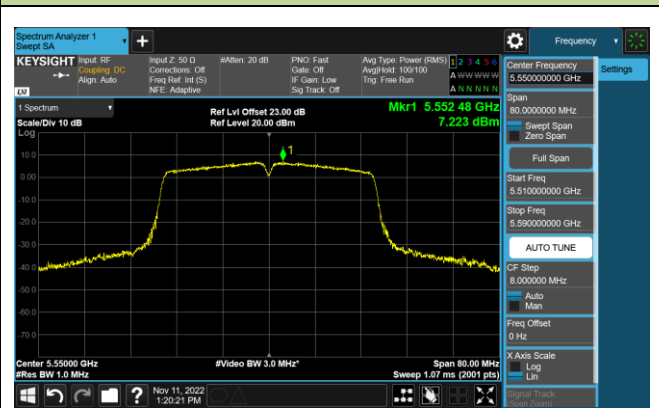 Spectrum Analyzer 1
Swept SA
+
Frequency
KEYSIGHT
Input: RF
Coupling: DC
Align: Auto
Input Z: 50 Ω
Corrections: Off
Freq Ref: Int (S)
NFE: Adaptive
#Atten: 20 dB
PNO: Fast
Gate: Off
IF Gain: Low
Sig Track: Off
Avg Type: Power (RMS)
Avg|Hold: 100/100
Trig: Free Run
1 2 3 4 5 6
A W W W W W
A N N N N N
LXI
1 Spectrum
Scale/Div 10 dB
Log
Ref Lvl Offset 23.00 dB
Ref Level 20.00 dBm
Mkr1 5.552 48 GHz
7.223 dBm
1
10.0
0.00
-10.0
-20.0
-30.0
-40.0
-50.0
-60.0
-70.0
Center 5.55000 GHz
#Res BW 1.0 MHz
#Video BW 3.0 MHz*
Span 80.00 MHz
Sweep 1.07 ms (2001 pts)
Center Frequency
5.550000000 GHz
Settings
Span
80.0000000 MHz
Swept Span
Zero Span
Full Span
Start Freq
5.510000000 GHz
Stop Freq
5.590000000 GHz
AUTO TUNE
CF Step
8.000000 MHz
Auto
Man
Freq Offset
0 Hz
X Axis Scale
Log
Lin
Signal Track
(Span Zoom)
?
Nov 11, 2022
1:20:21 PM